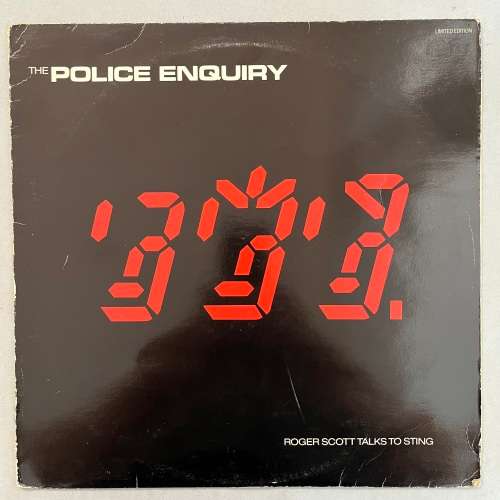 LIMITED EDITION
THE POLICE ENQUIRY
ROGER SCOTT TALKS TO STING